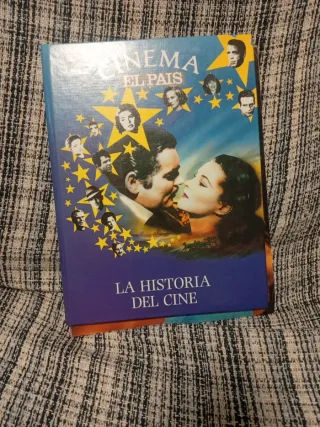 CINEMA
EL PAIS
LA HISTORIA
DEL CINE